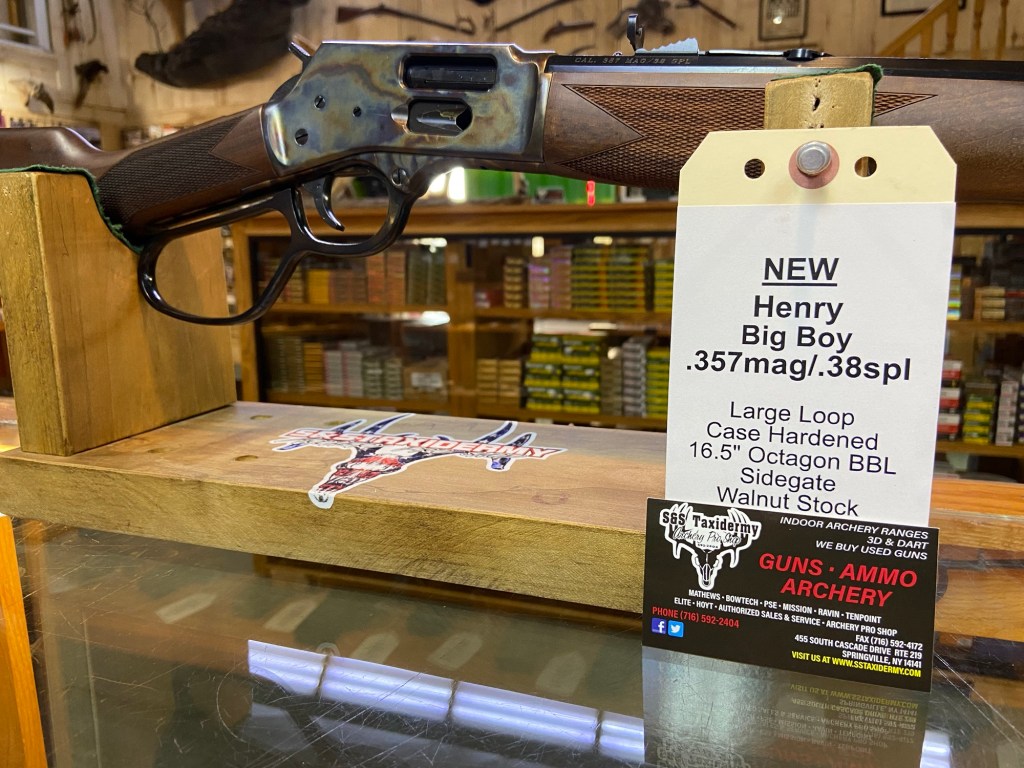 CAL. 357 MAG/38 SPL
NEW
Henry
Big Boy
.357mag/.38spl
Large Loop
Case Hardened
16.5" Octagon BBL
Sidegate
Walnut Stock
S&S TAXIDERMY
S&S Taxidermy
Archery Pro Shop
INDOOR ARCHERY RANGES
3D & DART
WE BUY USED GUNS
GUNS • AMMO
ARCHERY
MATHEWS • BOWTECH • PSE • MISSION • RAVIN • TENPOINT
ELITE • HOYT • AUTHORIZED SALES & SERVICE • ARCHERY PRO SHOP
PHONE (716) 592-2404
FAX (716) 592-4172
455 SOUTH CASCADE DRIVE RTE 219
SPRINGVILLE, NY 14141
VISIT US AT WWW.SSTAXIDERMY.COM